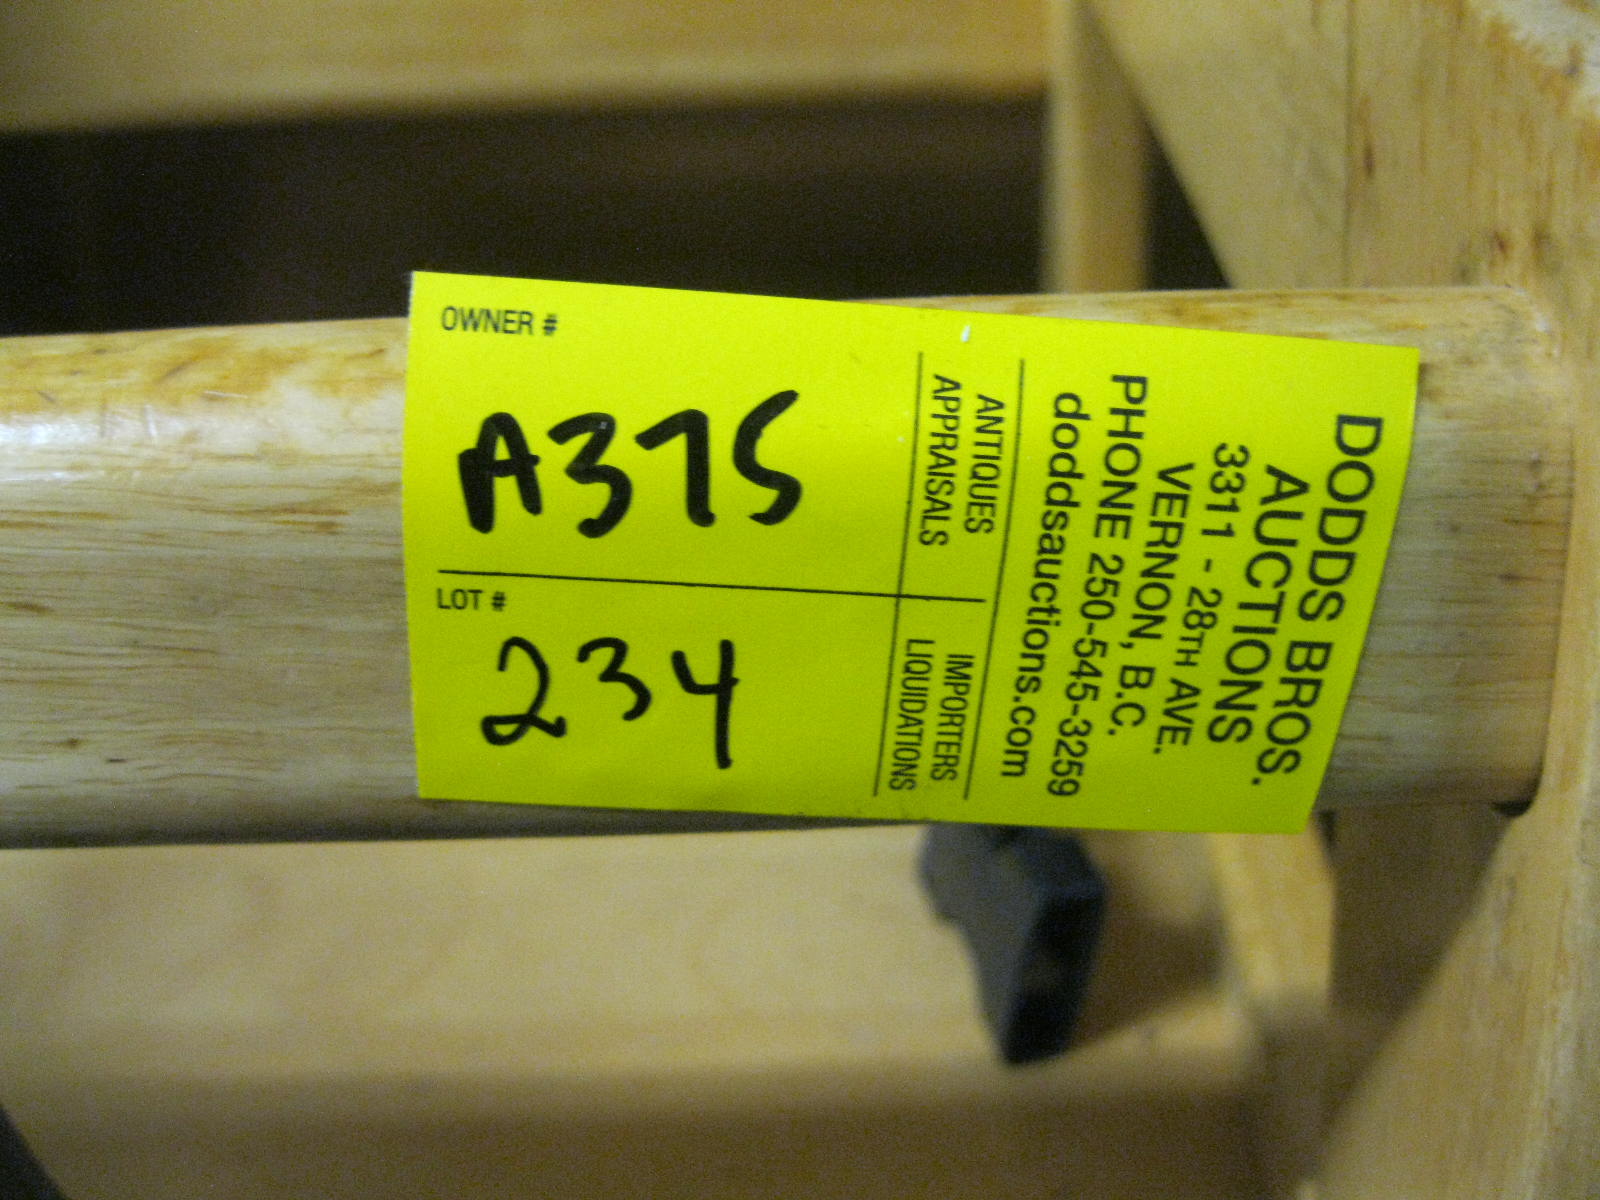 DODDS BROS.
AUCTIONS
3311 - 28TH AVE.
VERNON, B.C.
PHONE 250-545-3259
doddsauctions.com
ANTIQUES
APPRAISALS
IMPORTERS
LIQUIDATIONS
OWNER #
A375
LOT #
234